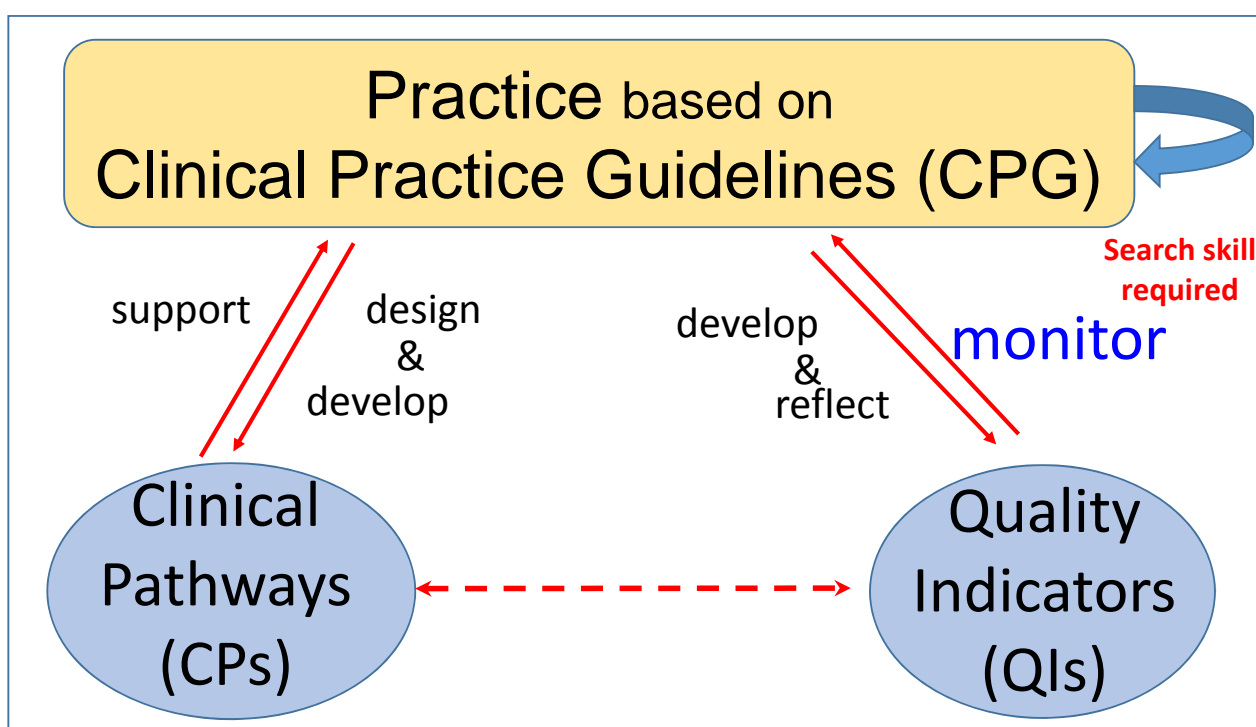 Practice based on
Clinical Practice Guidelines (CPG)
Search skill
required
support
design
&
develop
develop
&
reflect
monitor
Clinical
Pathways
(CPs)
Quality
Indicators
(QIs)